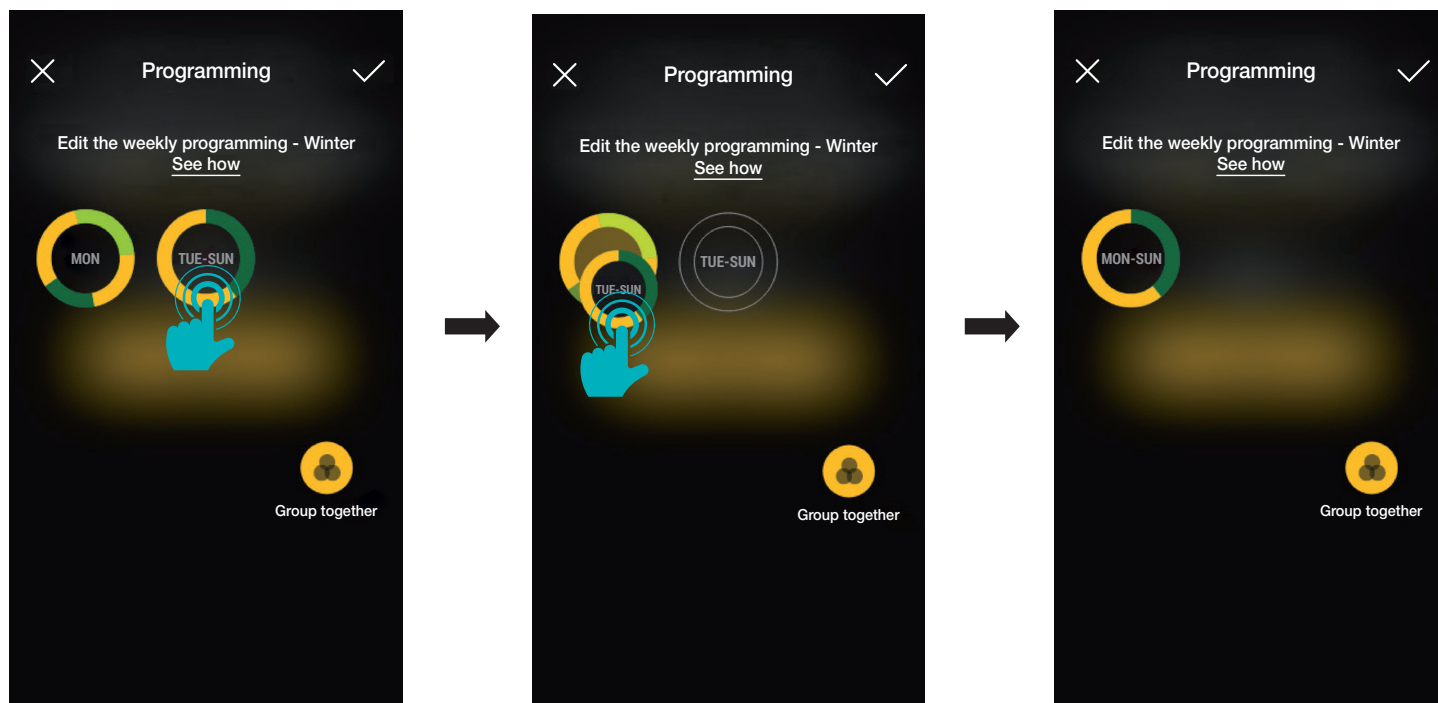 Programming
Edit the weekly programming - Winter
See how
MON
TUE-SUN
Group together
Programming
Edit the weekly programming - Winter
See how
TUE-SUN
TUE-SUN
Group together
Programming
Edit the weekly programming - Winter
See how
MON-SUN
Group together